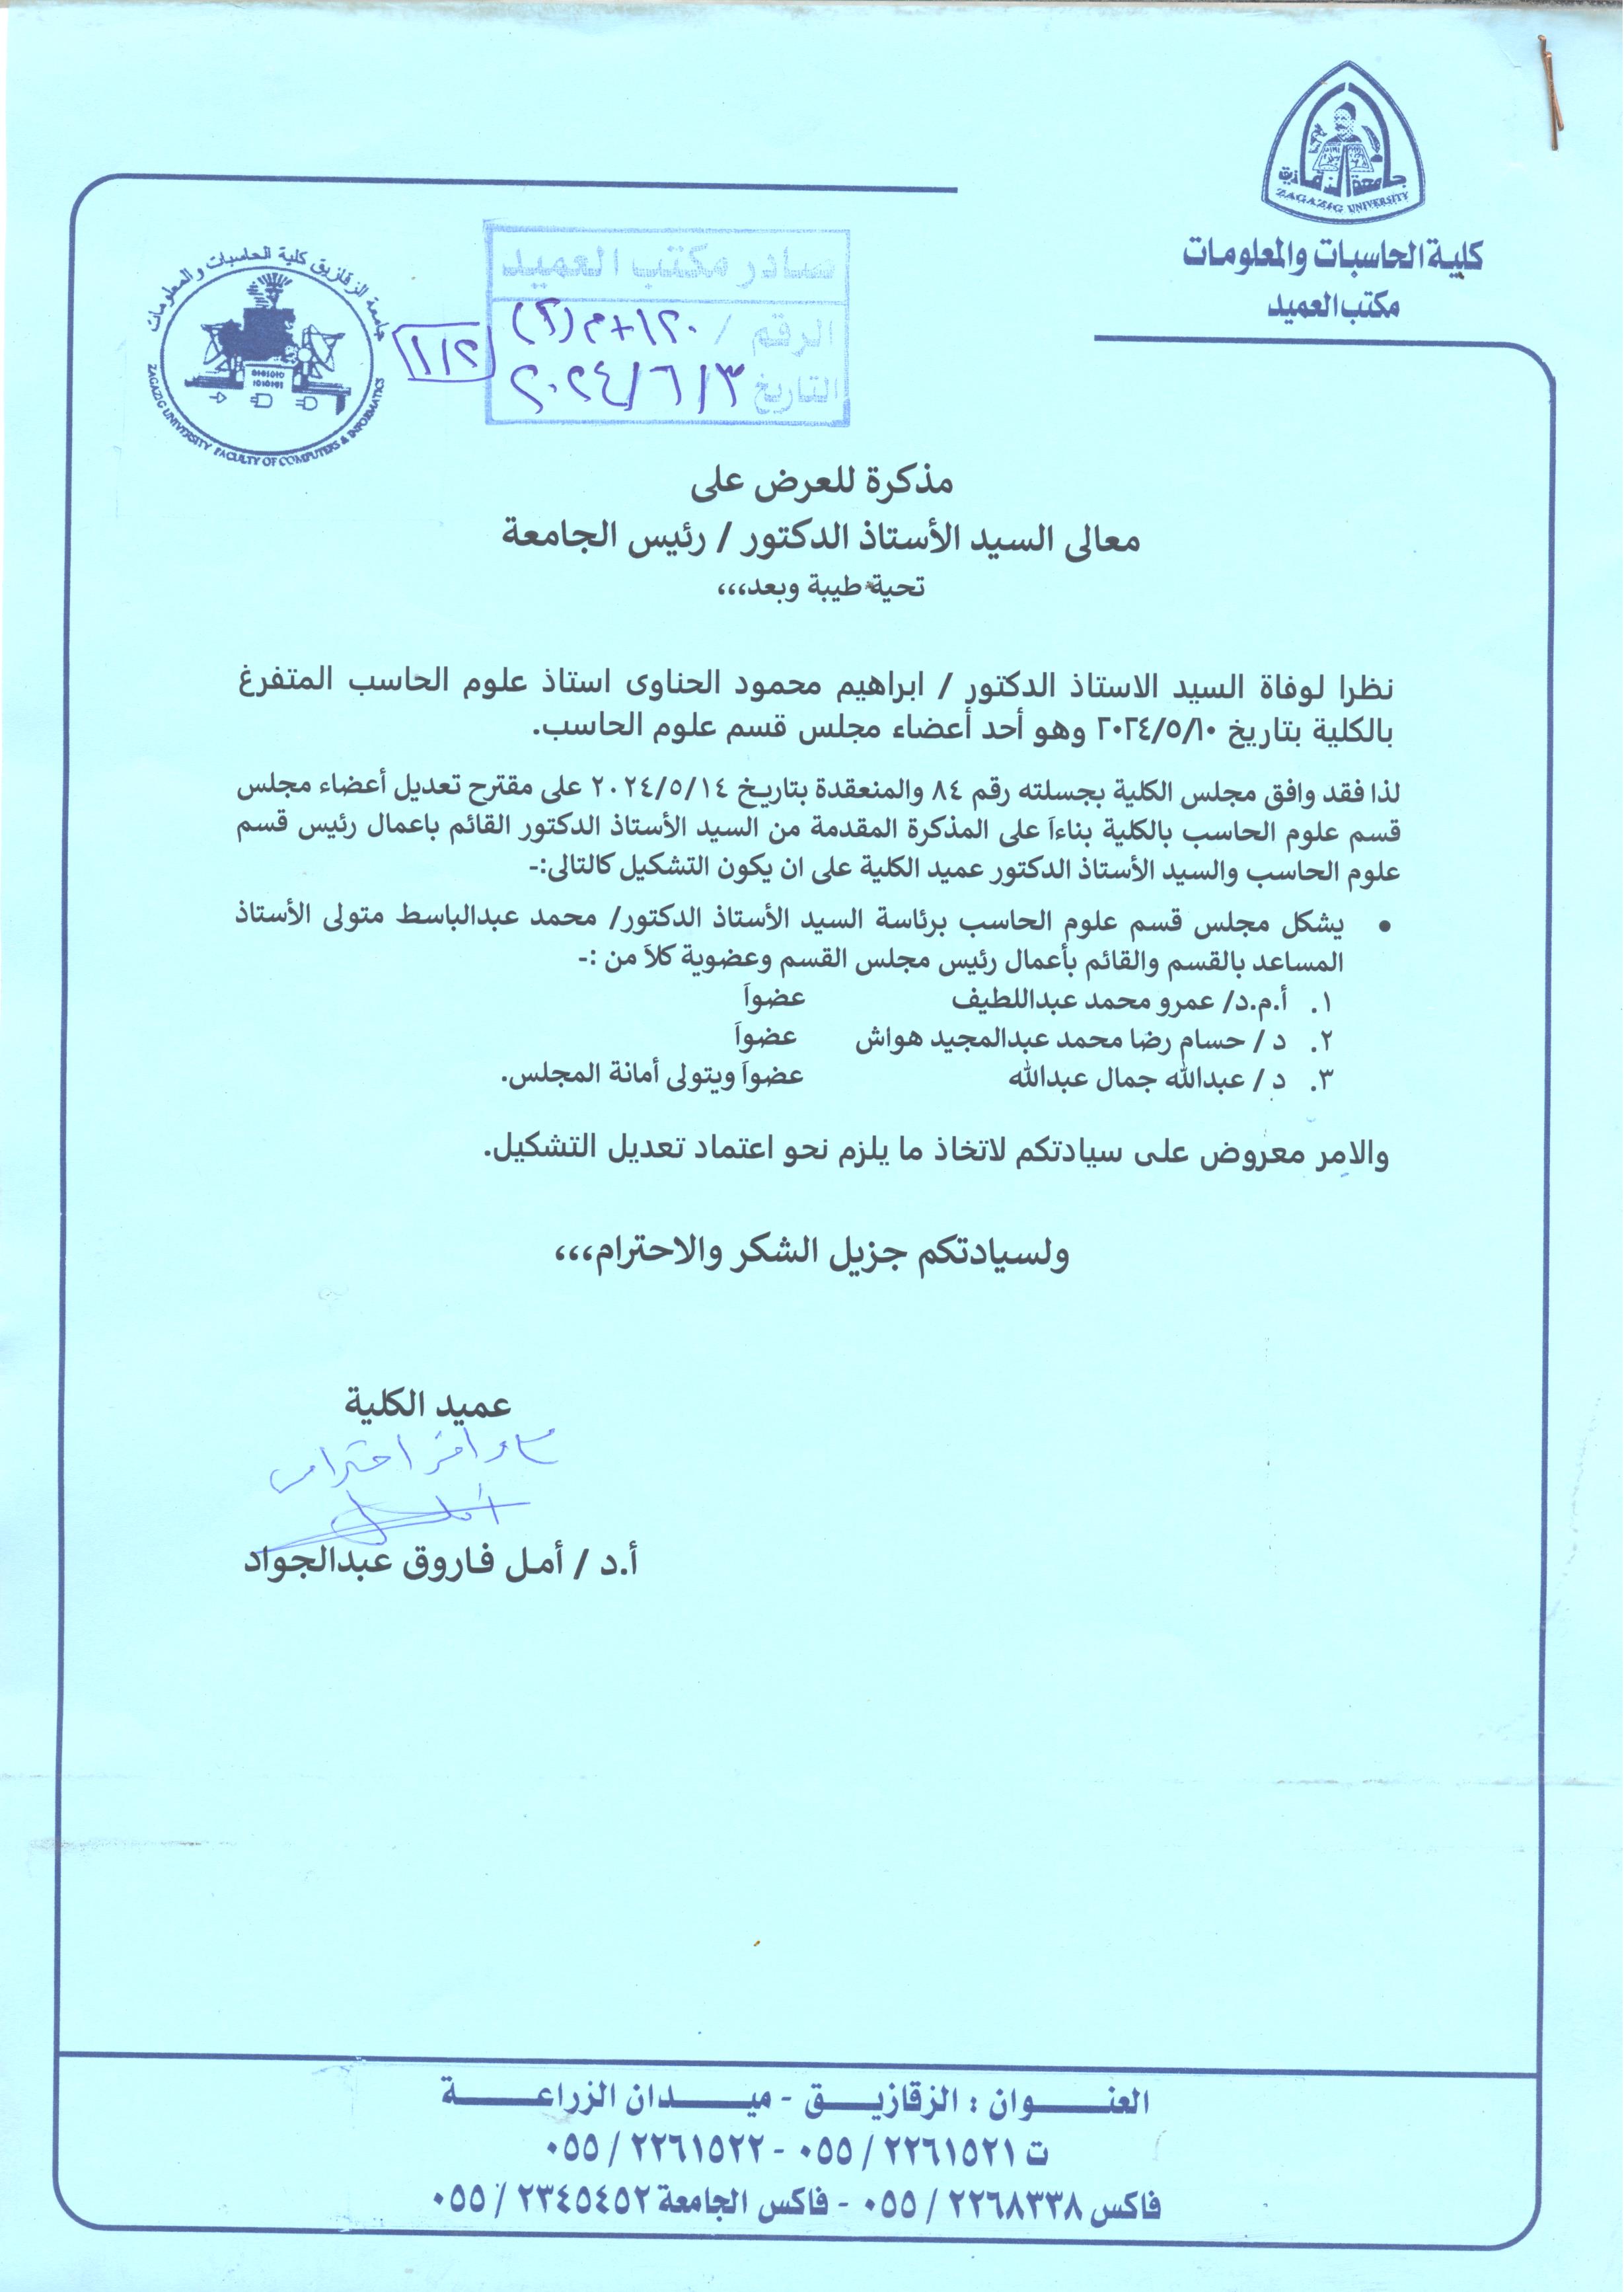 جامعة الزقازيق
ZAGAZIG UNIVERSITY
كلية الحاسبات والمعلومات
مكتب العميد
جامعة الزقازيق كلية الحاسبات والمعلومات
ZAGAZIG UNIVERSITY FACULTY OF COMPUTERS & INFORMATICS
0101010
1010101
صادر مكتب العميد
الرقم / ١٢٠+م(٢)
التاريخ ٢٠٢٤/٦/٣
١/٢
مذكرة للعرض على
معالى السيد الأستاذ الدكتور / رئيس الجامعة
تحية طيبة وبعد،،،
نظرا لوفاة السيد الاستاذ الدكتور / ابراهيم محمود الحناوى استاذ علوم الحاسب المتفرغ
بالكلية بتاريخ ٢٠٢٤/٥/١٠ وهو أحد أعضاء مجلس قسم علوم الحاسب.
لذا فقد وافق مجلس الكلية بجسلته رقم ٨٤ والمنعقدة بتاريخ ٢٠٢٤/٥/١٤ على مقترح تعديل أعضاء مجلس
قسم علوم الحاسب بالكلية بناءاَ على المذكرة المقدمة من السيد الأستاذ الدكتور القائم باعمال رئيس قسم
علوم الحاسب والسيد الأستاذ الدكتور عميد الكلية على ان يكون التشكيل كالتالى:-
• يشكل مجلس قسم علوم الحاسب برئاسة السيد الأستاذ الدكتور/ محمد عبدالباسط متولى الأستاذ
المساعد بالقسم والقائم بأعمال رئيس مجلس القسم وعضوية كلاَ من :-
١. أ.م.د/ عمرو محمد عبداللطيف عضواَ
٢. د / حسام رضا محمد عبدالمجيد هواش عضواَ
٣. د / عبدالله جمال عبدالله عضواَ ويتولى أمانة المجلس.
والامر معروض على سيادتكم لاتخاذ ما يلزم نحو اعتماد تعديل التشكيل.
ولسيادتكم جزيل الشكر والاحترام،،،
عميد الكلية
مع وافر احترامى
أ.د / أمل فاروق عبدالجواد
العنـــوان : الزقازيـــق - ميـــدان الزراعـــة
ت ٢٢٦١٥٢١ / ٠٥٥ - ٢٢٦١٥٢٢ / ٠٥٥
فاكس ٢٢٦٨٣٣٨ / ٠٥٥ - فاكس الجامعة ٢٣٤٥٤٥٢ / ٠٥٥